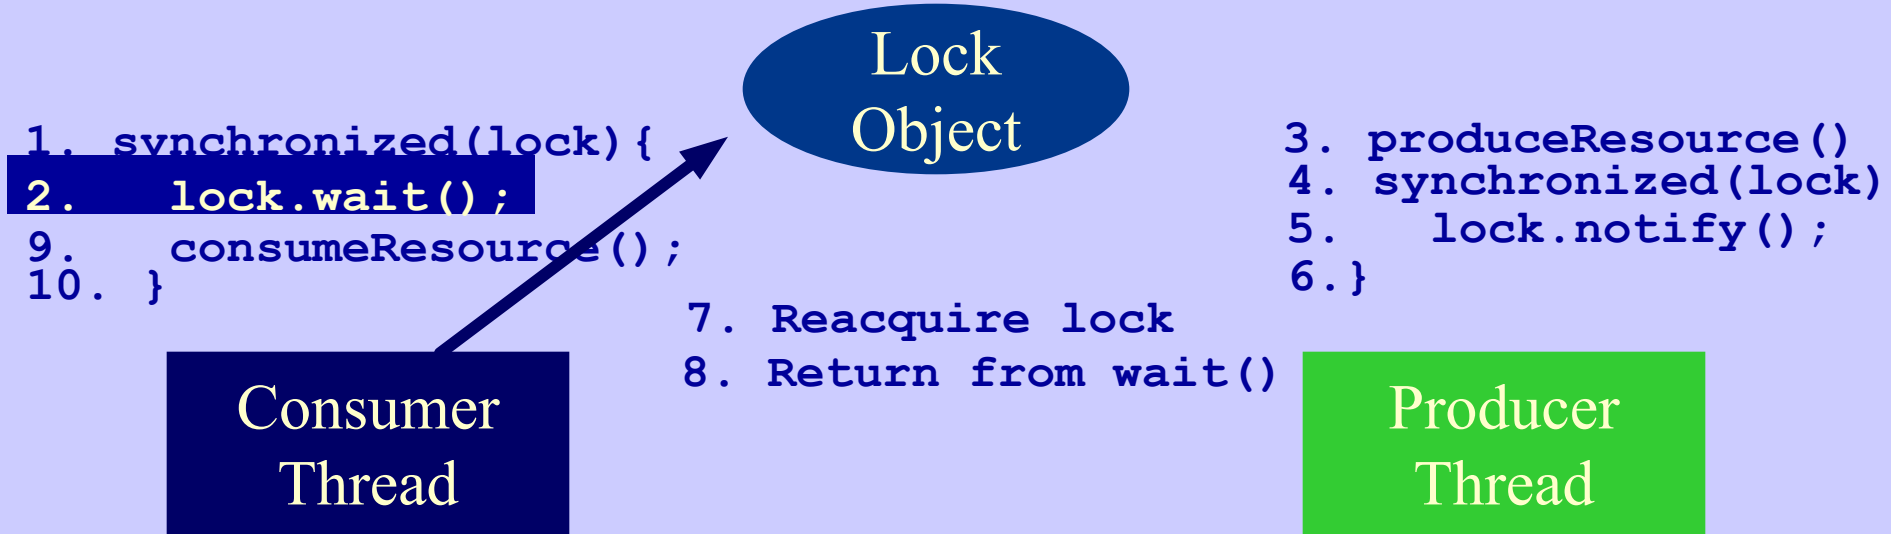 Lock
Object
1. synchronized(lock){
2.   lock.wait();
9.   consumeResource();
10. }
3. produceResource()
4. synchronized(lock)
5.   lock.notify();
6.}
7. Reacquire lock
8. Return from wait()
Consumer
Thread
Producer
Thread